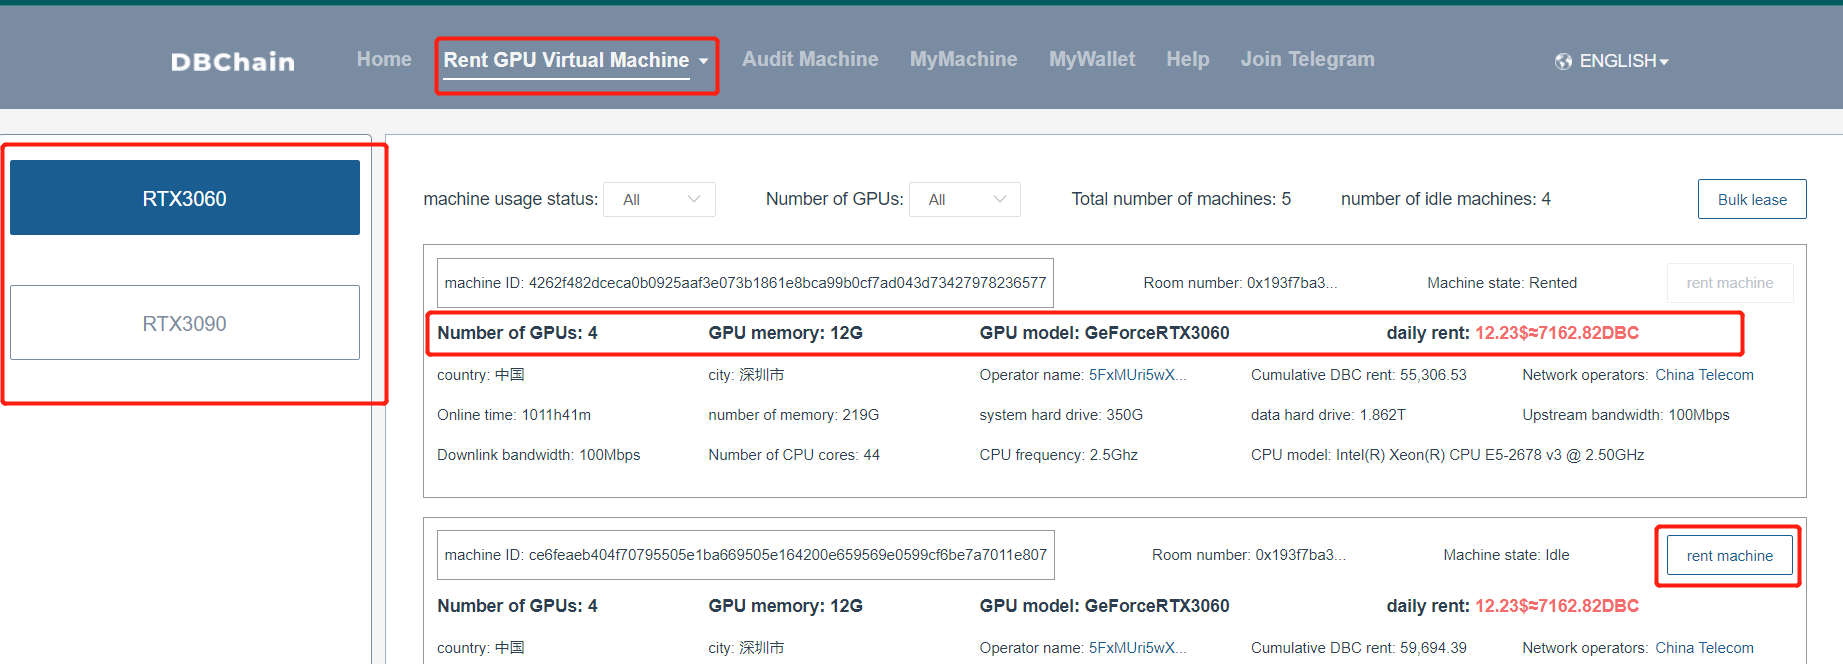 DBChain Home Rent GPU Virtual Machine Audit Machine MyMachine MyWallet Help Join Telegram ENGLISH
RTX3060
RTX3090
machine usage status: All Number of GPUs: All Total number of machines: 5 number of idle machines: 4 Bulk lease
machine ID: 4262f482dceca0b0925aaf3e073b1861e8bca99b0cf7ad043d73427978236577 Room number: 0x193f7ba3... Machine state: Rented rent machine
Number of GPUs: 4 GPU memory: 12G GPU model: GeForceRTX3060 daily rent: 12.23$≈7162.82DBC
country: 中国 city: 深圳市 Operator name: 5FxMUri5wX... Cumulative DBC rent: 55,306.53 Network operators: China Telecom
Online time: 1011h41m number of memory: 219G system hard drive: 350G data hard drive: 1.862T Upstream bandwidth: 100Mbps
Downlink bandwidth: 100Mbps Number of CPU cores: 44 CPU frequency: 2.5Ghz CPU model: Intel(R) Xeon(R) CPU E5-2678 v3 @ 2.50GHz
machine ID: ce6feaeb404f70795505e1ba669505e164200e659569e0599cf6be7a7011e807 Room number: 0x193f7ba3... Machine state: Idle rent machine
Number of GPUs: 4 GPU memory: 12G GPU model: GeForceRTX3060 daily rent: 12.23$≈7162.82DBC
country: 中国 city: 深圳市 Operator name: 5FxMUri5wX... Cumulative DBC rent: 59,694.39 Network operators: China Telecom